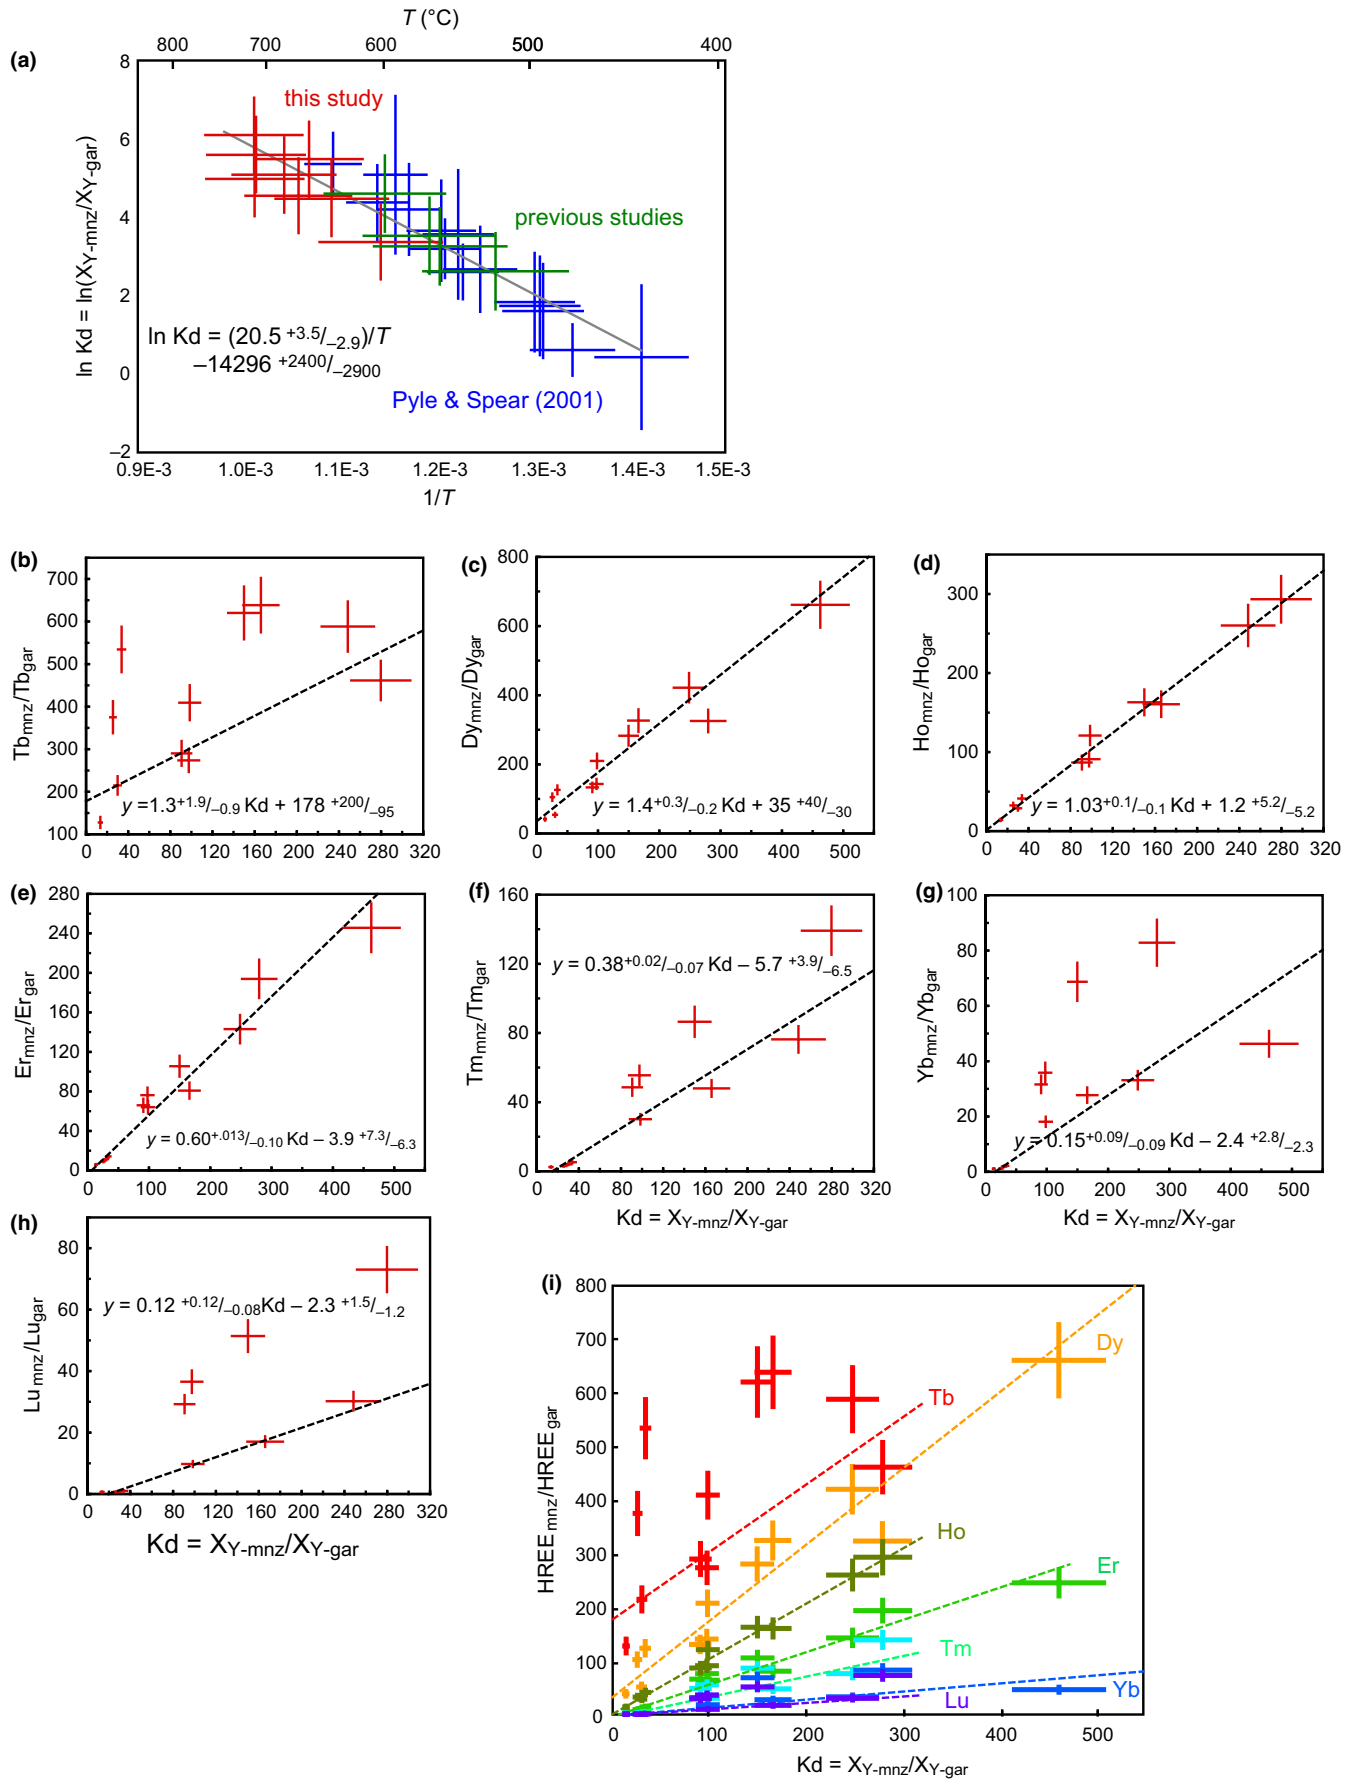 T (°C)
800 700 600 500 400
(a)
8
this study
6
previous studies
4
2
0
–2
ln Kd = ln(XY-mnz/XY-gar)
ln Kd = (20.5 +3.5/–2.9)/T
–14296 +2400/–2900
Pyle & Spear (2001)
0.9E-3 1.0E-3 1.1E-3 1.2E-3 1.3E-3 1.4E-3 1.5E-3
1/T
(b)
700
600
500
400
300
200
100
Tbmnz/Tbgar
y =1.3+1.9/–0.9 Kd + 178 +200/–95
0 40 80 120 160 200 240 280 320
(c)
800
600
400
200
0
Dymnz/Dygar
y = 1.4+0.3/–0.2 Kd + 35 +40/–30
0 100 200 300 400 500
(d)
300
200
100
0
Homnz/Hogar
y = 1.03+0.1/–0.1 Kd + 1.2 +5.2/–5.2
0 40 80 120 160 200 240 280 320
(e)
280
240
200
160
120
80
40
0
Ermnz/Ergar
y = 0.60+.013/–0.10 Kd – 3.9 +7.3/–6.3
0 100 200 300 400 500
(f)
160
120
80
40
0
Tmmnz/Tmgar
y = 0.38+0.02/–0.07 Kd – 5.7 +3.9/–6.5
0 40 80 120 160 200 240 280 320
Kd = XY-mnz/XY-gar
(g)
100
80
60
40
20
0
Ybmnz/Ybgar
y = 0.15+0.09/–0.09 Kd – 2.4 +2.8/–2.3
0 100 200 300 400 500
Kd = XY-mnz/XY-gar
(h)
80
60
40
20
0
Lu mnz/Lugar
y = 0.12 +0.12/–0.08Kd – 2.3 +1.5/–1.2
0 40 80 120 160 200 240 280 320
Kd = XY-mnz/XY-gar
(i)
800
700
600
500
400
300
200
100
0
HREE mnz/HREE gar
Dy
Tb
Ho
Er
Tm
Yb
Lu
0 100 200 300 400 500
Kd = XY-mnz/XY-gar